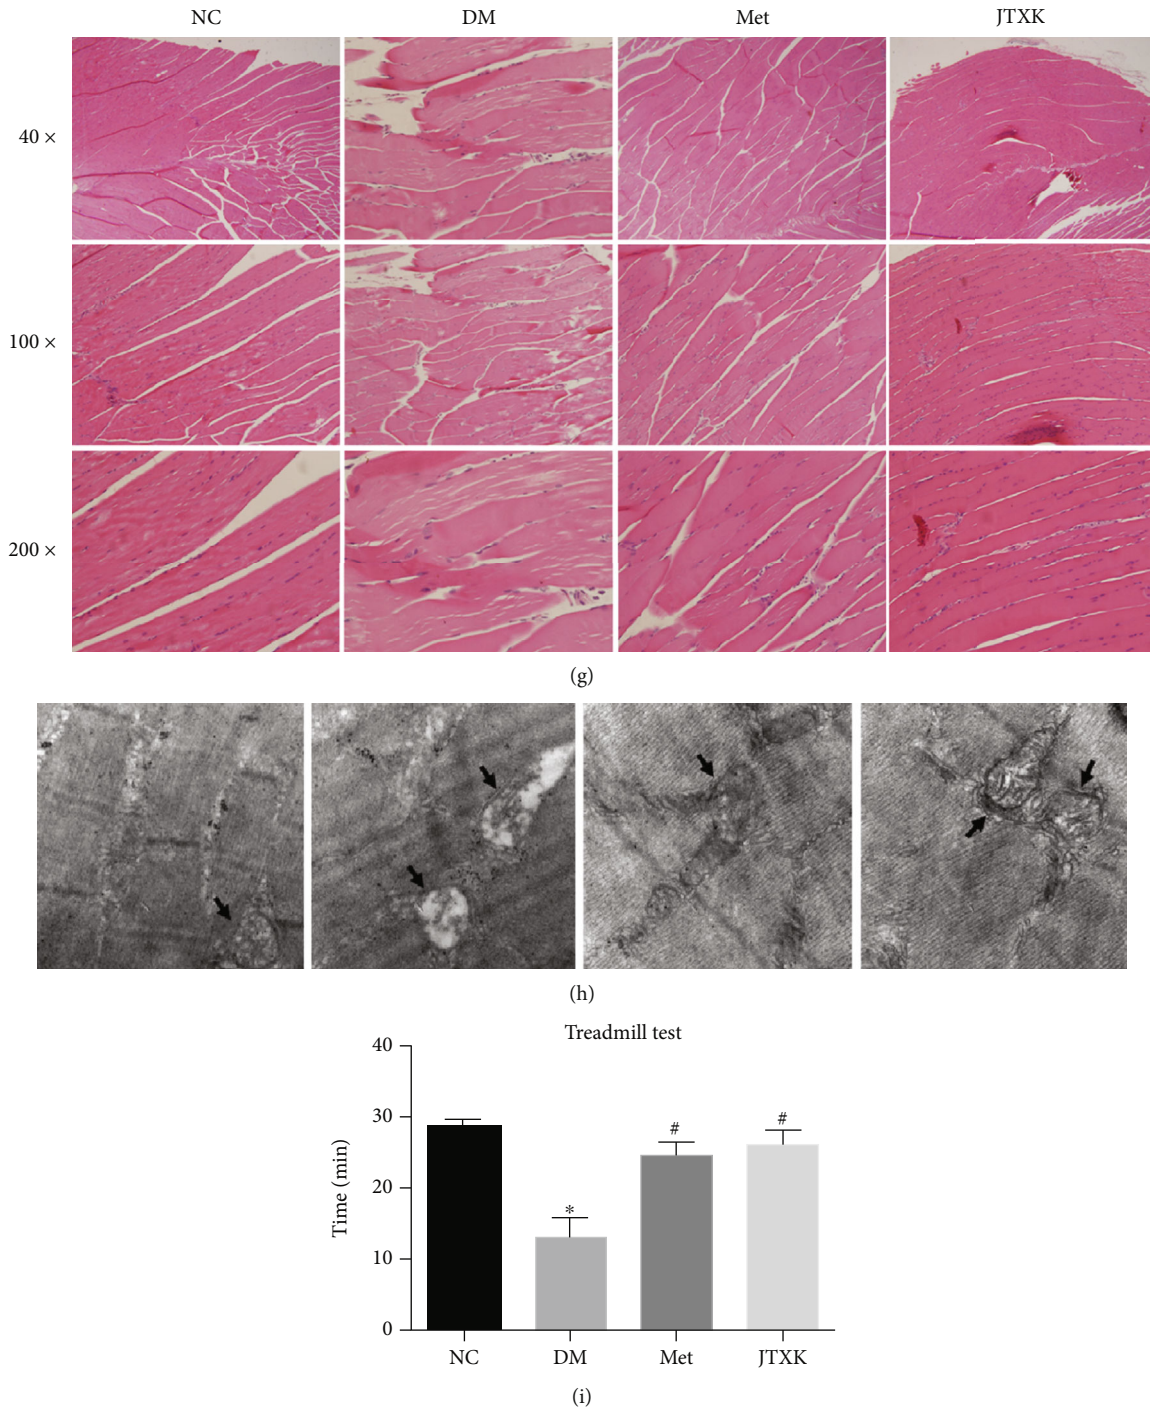 NC DM Met JTXK
40 ×
100 ×
200 ×
(g)
(h)
Treadmill test
40
30
20
10
0
Time (min)
*
#
#
NC DM Met JTXK
(i)